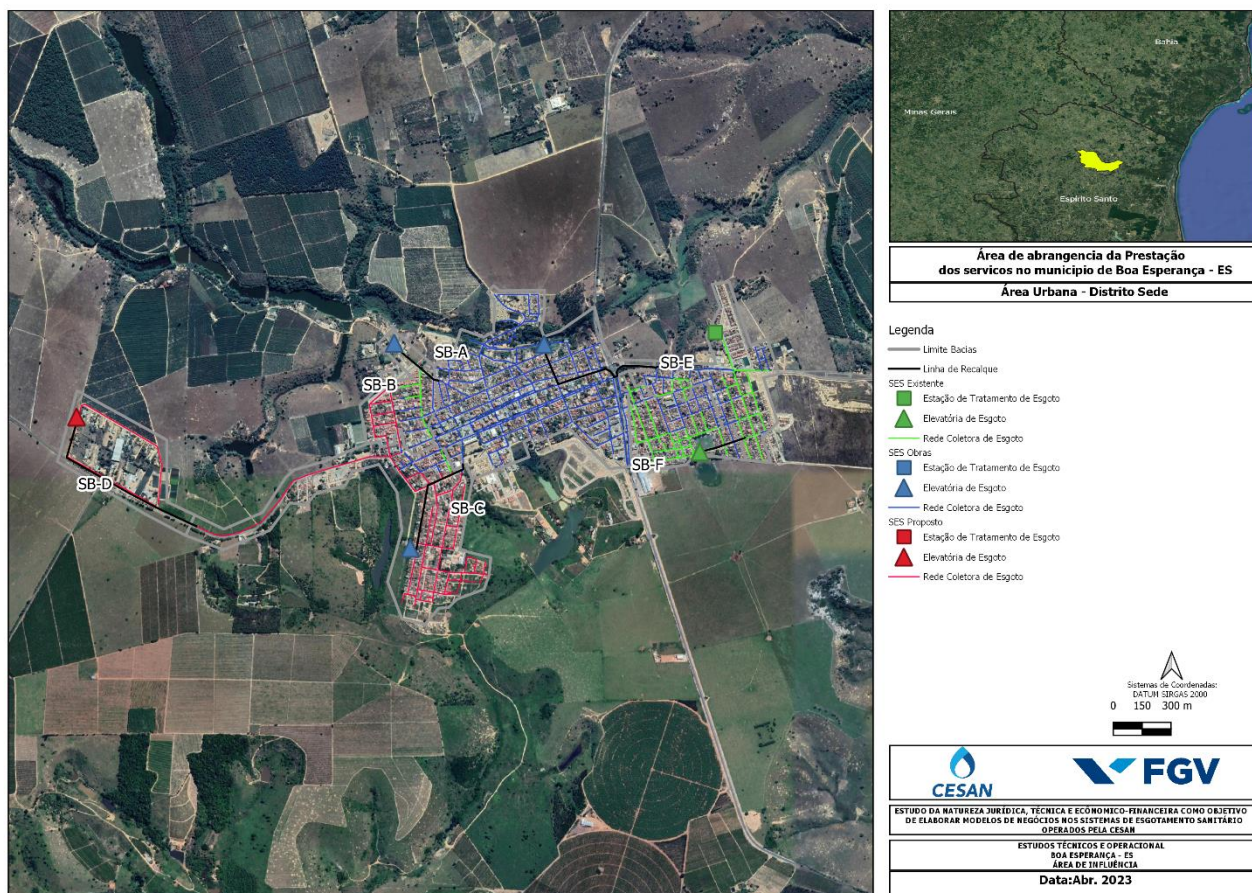 SB-A
SB-B
SB-C
SB-D
SB-E
SB-F
Bahia
Minas Gerais
Espírito Santo
Área de abrangencia da Prestação
dos servicos no municipio de Boa Esperança - ES
Área Urbana - Distrito Sede
Legenda
Limite Bacias
Linha de Recalque
SES Existente
Estação de Tratamento de Esgoto
Elevatória de Esgoto
Rede Coletora de Esgoto
SES Obras
Estação de Tratamento de Esgoto
Elevatória de Esgoto
Rede Coletora de Esgoto
SES Proposto
Estação de Tratamento de Esgoto
Elevatória de Esgoto
Rede Coletora de Esgoto
Sistemas de Coordenadas:
DATUM SIRGAS 2000
0 150 300 m
CESAN
FGV
ESTUDO DA NATUREZA JURÍDICA, TÉCNICA E ECÔNOMICO-FINANCEIRA COMO OBJETIVO
DE ELABORAR MODELOS DE NEGÓCIOS NOS SISTEMAS DE ESGOTAMENTO SANITÁRIO
OPERADOS PELA CESAN
ESTUDOS TÉCNICOS E OPERACIONAL
BOA ESPERANÇA - ES
ÁREA DE INFLUÊNCIA
Data:Abr. 2023